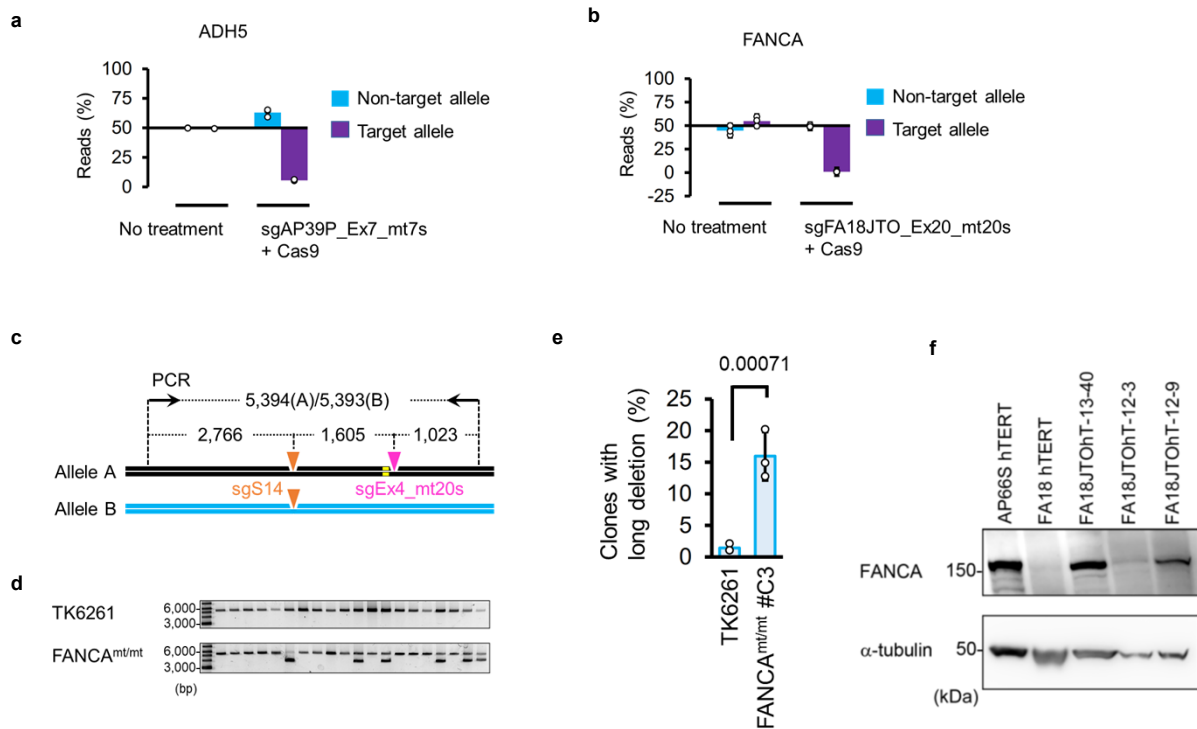 a
ADH5
100
75
50
25
0
Reads (%)
Non-target allele
Target allele
No treatment
sgAP39P_Ex7_mt7s
+ Cas9
b
FANCA
100
75
50
50
25
0
-25
Reads (%)
Non-target allele
Target allele
No treatment
sgFA18JTO_Ex20_mt20s
+ Cas9
c
PCR
5,394(A)/5,393(B)
2,766
1,605
1,023
Allele A
sgS14
sgEx4_mt20s
Allele B
d
TK6261
6,000
3,000
FANCAmt/mt
6,000
3,000
(bp)
e
0.00071
25
20
15
10
5
0
Clones with
long deletion (%)
TK6261
FANCAmt/mt #C3
f
AP66S hTERT
FA18 hTERT
FA18JTOhT-13-40
FA18JTOhT-12-3
FA18JTOhT-12-9
FANCA
150
α-tubulin
50
(kDa)